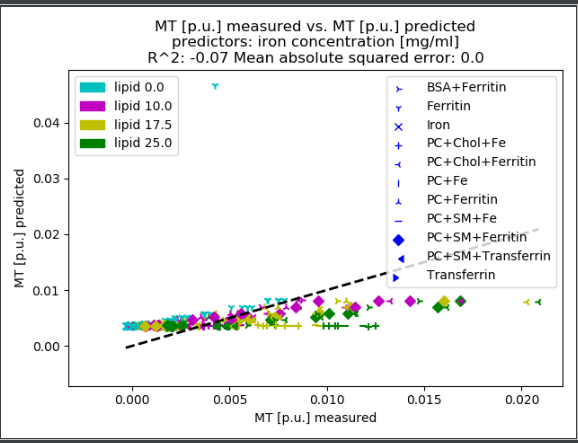 MT [p.u.] measured vs. MT [p.u.] predicted
predictors: iron concentration [mg/ml]
R^2: -0.07 Mean absolute squared error: 0.0
lipid 0.0
lipid 10.0
lipid 17.5
lipid 25.0
BSA+Ferritin
Ferritin
Iron
PC+Chol+Fe
PC+Chol+Ferritin
PC+Fe
PC+Ferritin
PC+SM+Fe
PC+SM+Ferritin
PC+SM+Transferrin
Transferrin
MT [p.u.] predicted
0.04
0.03
0.02
0.01
0.00
0.000
0.005
0.010
0.015
0.020
MT [p.u.] measured